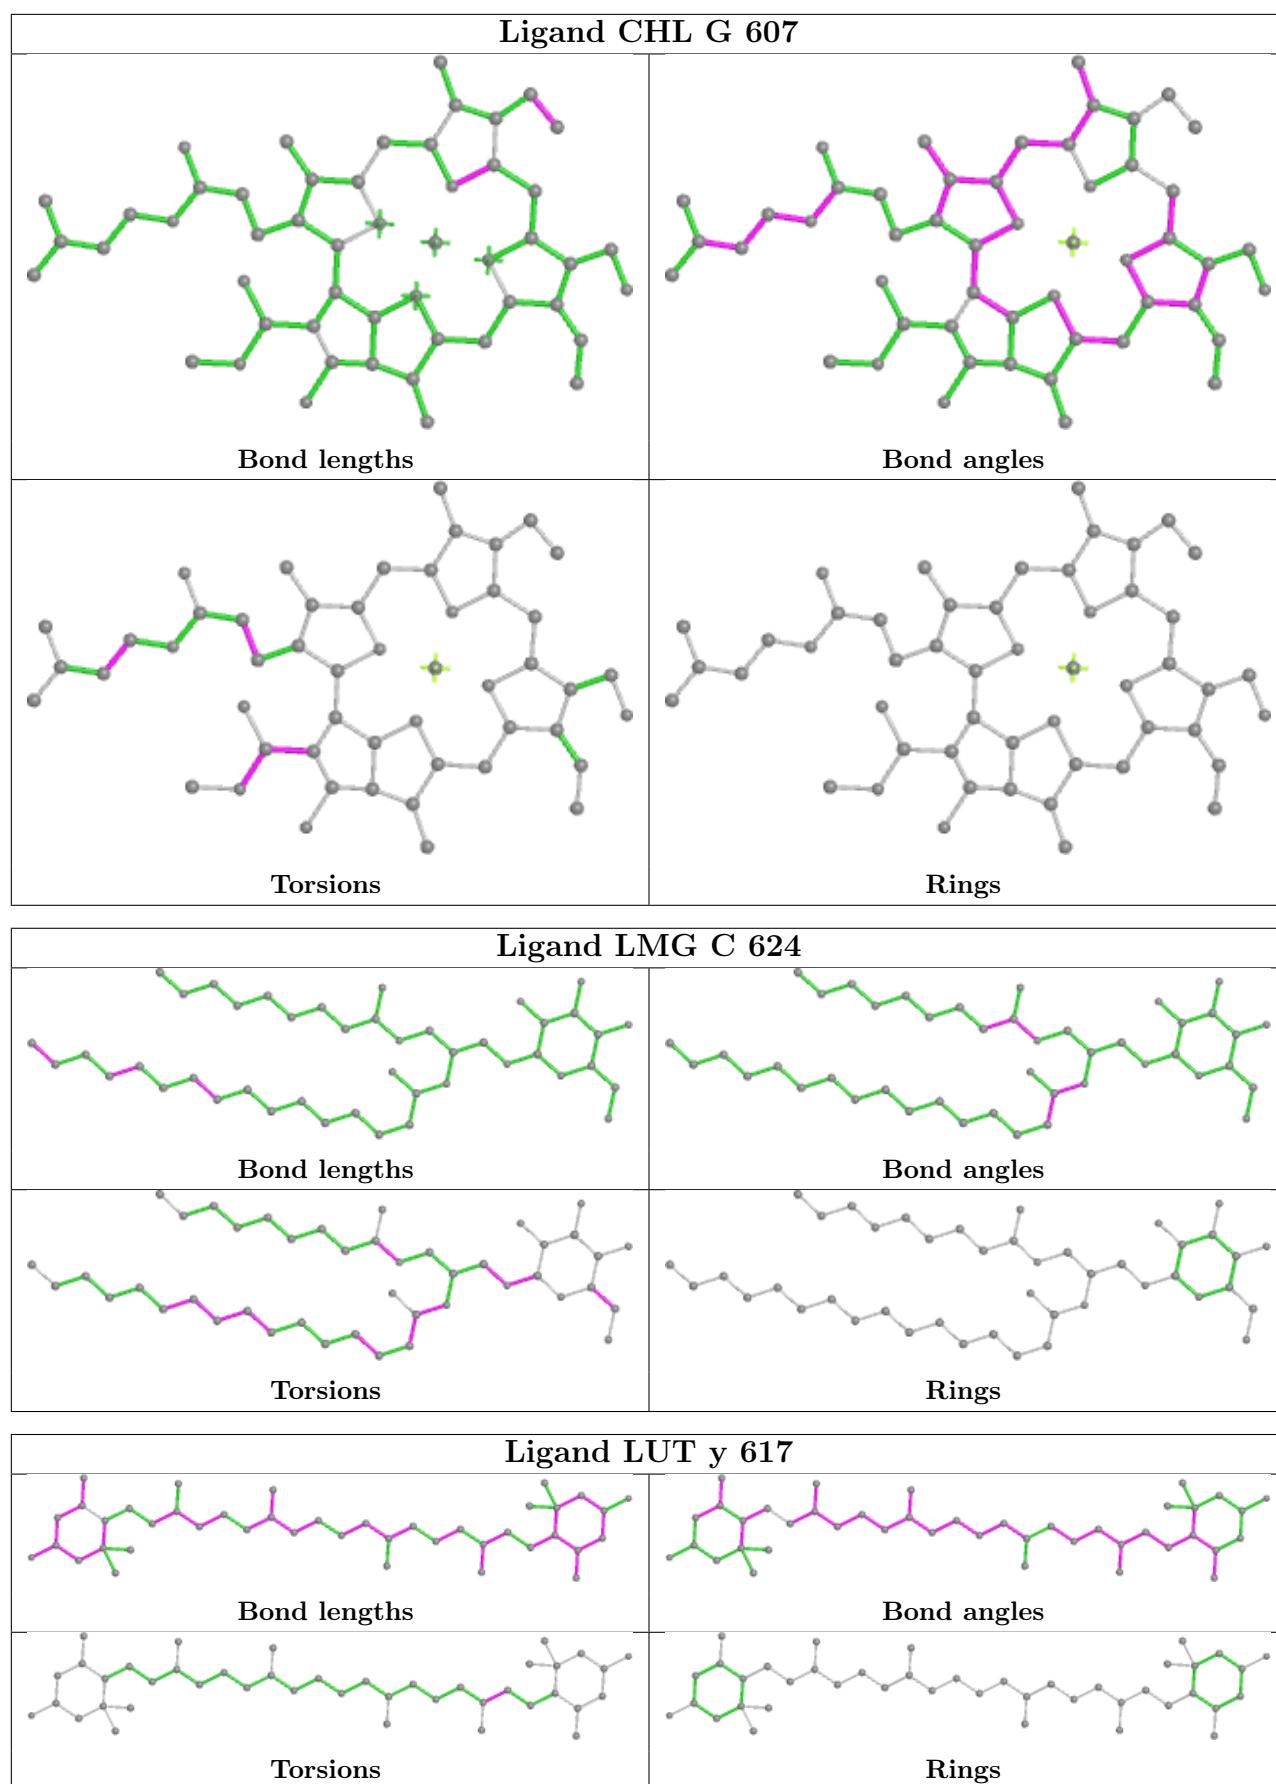 Ligand CHL G 607
Bond lengths
Bond angles
Torsions
Rings
Ligand LMG C 624
Bond lengths
Bond angles
Torsions
Rings
Ligand LUT y 617
Bond lengths
Bond angles
Torsions
Rings